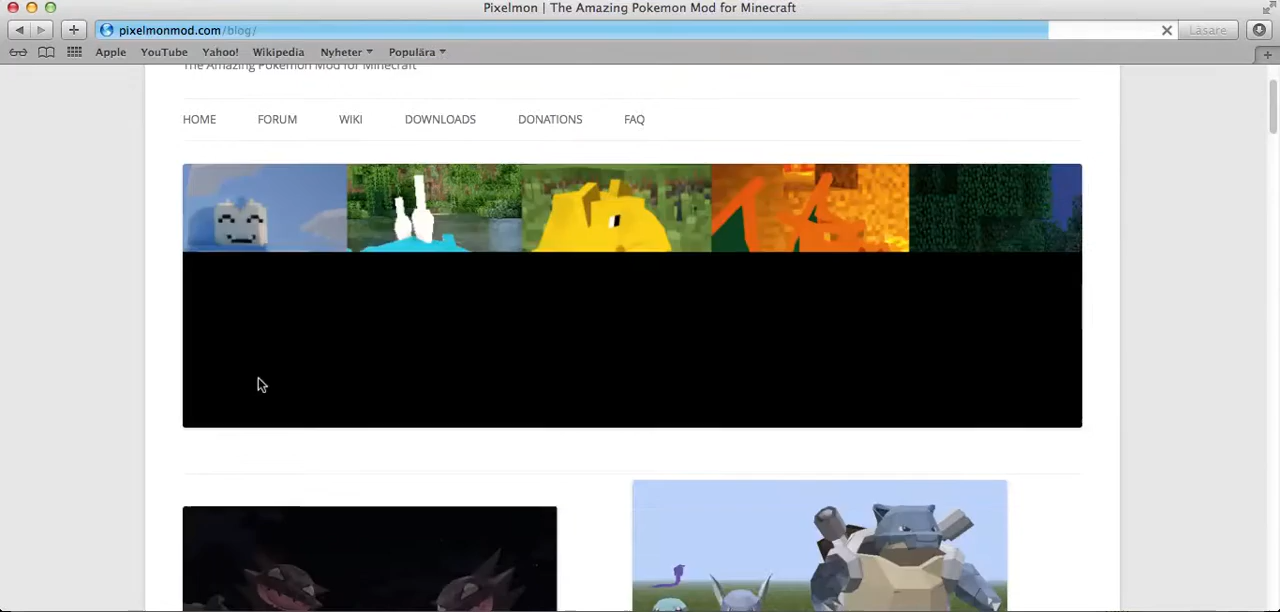 Pixelmon | The Amazing Pokemon Mod for Minecraft
pixelmonmod.com/blog/
Läsare
Apple YouTube Yahoo! Wikipedia Nyheter Populära
The Amazing Pokemon Mod for Minecraft
HOME FORUM WIKI DOWNLOADS DONATIONS FAQ